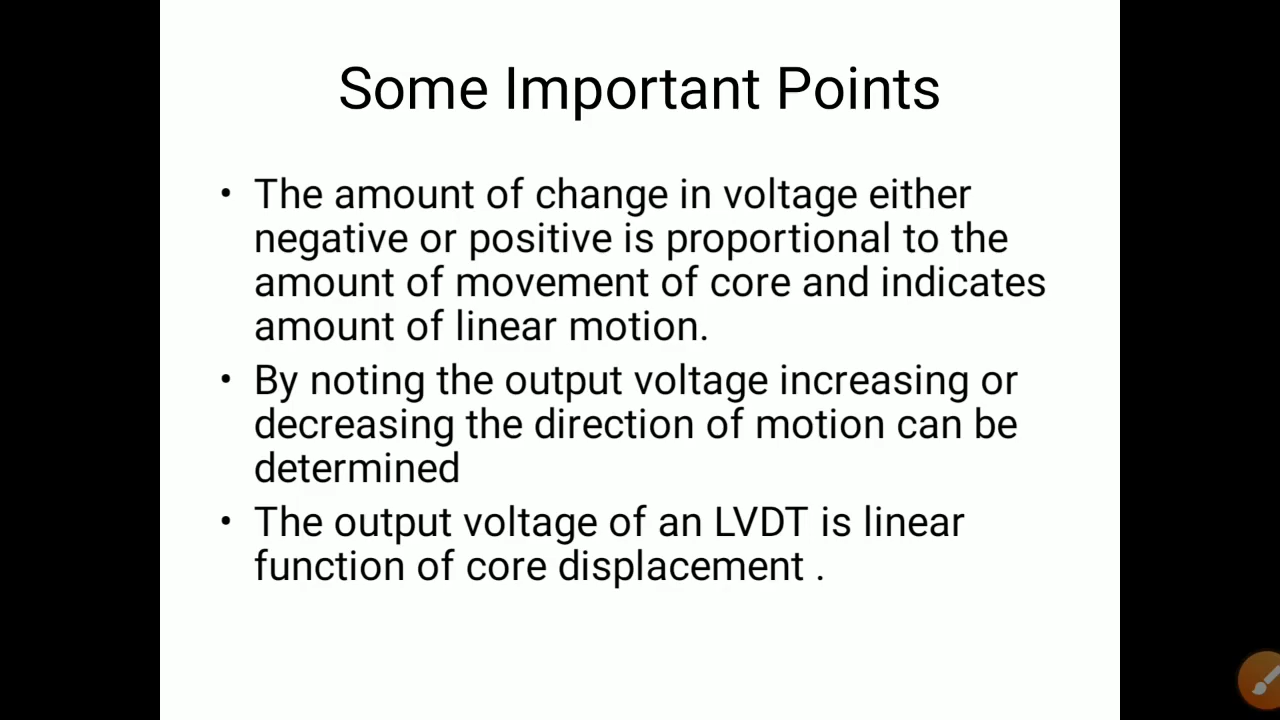 Some Important Points
• The amount of change in voltage either
negative or positive is proportional to the
amount of movement of core and indicates
amount of linear motion.
• By noting the output voltage increasing or
decreasing the direction of motion can be
determined
• The output voltage of an LVDT is linear
function of core displacement .